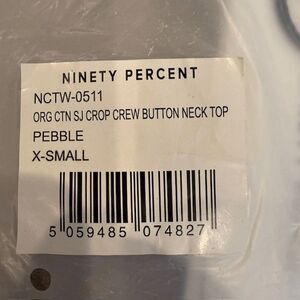 NINETY PERCENT
NCTW-0511
ORG CTN SJ CROP CREW BUTTON NECK TOP
PEBBLE
X-SMALL
5 059485 074827